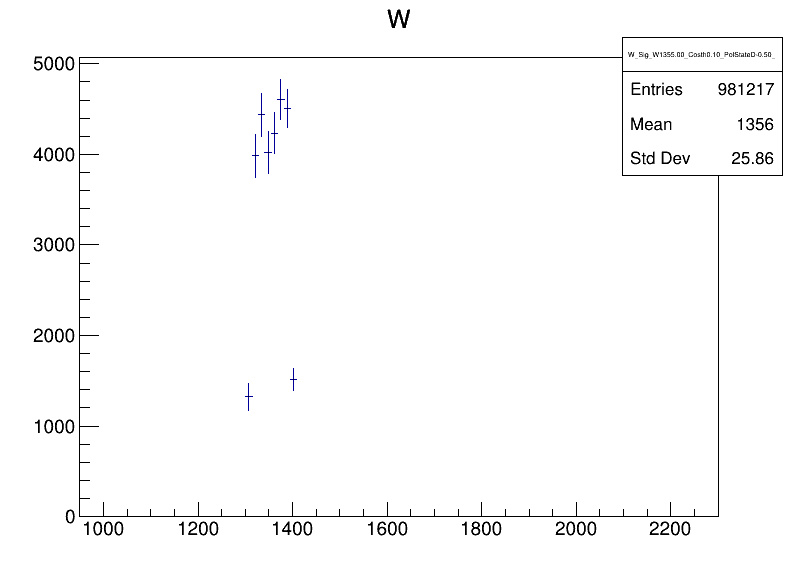 W
W_Sig_W1355.00_Costh0.10_PolStateD-0.50_
Entries 981217
Mean 1356
Std Dev 25.86
5000
4000
3000
2000
1000
0
1000 1200 1400 1600 1800 2000 2200